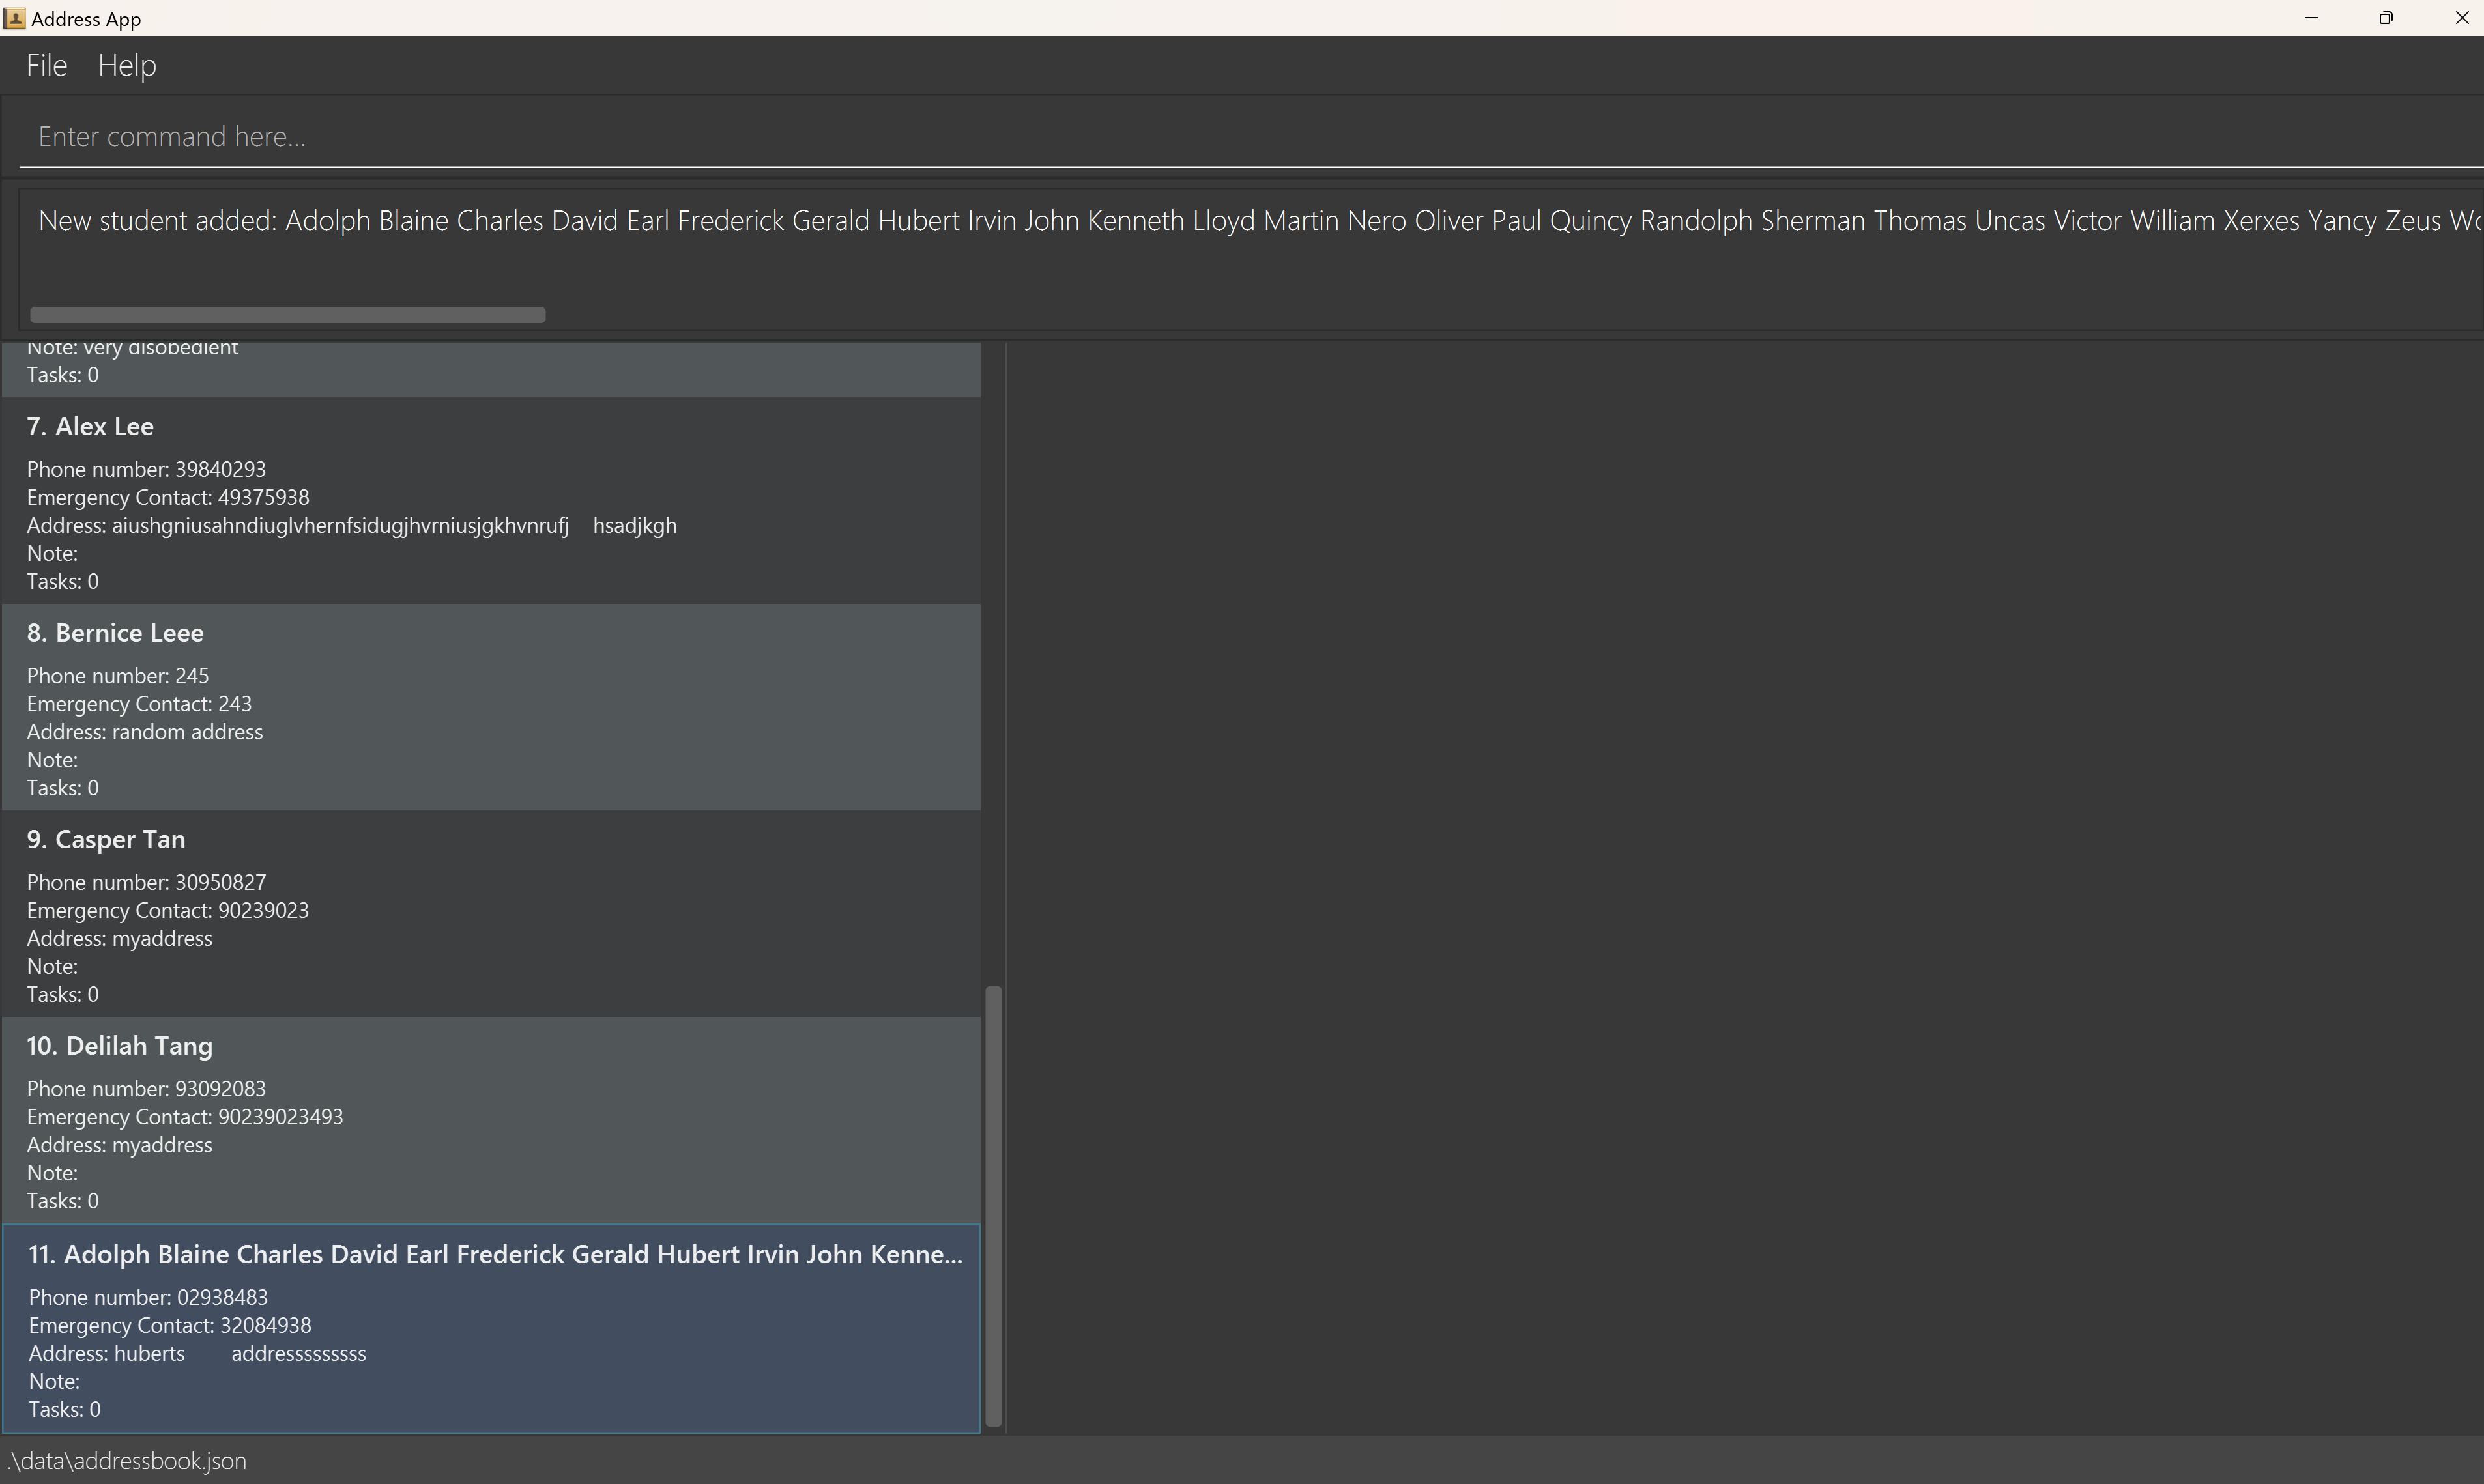 Address App
File Help
Enter command here...
New student added: Adolph Blaine Charles David Earl Frederick Gerald Hubert Irvin John Kenneth Lloyd Martin Nero Oliver Paul Quincy Randolph Sherman Thomas Uncas Victor William Xerxes Yancy Zeus
Note: very disobedient
Tasks: 0
7. Alex Lee
Phone number: 39840293
Emergency Contact: 49375938
Address: aiushgniusahndiuglvhernfsidugjhvrniusjgkhvnrufj hsadjkgh
Note:
Tasks: 0
8. Bernice Leee
Phone number: 245
Emergency Contact: 243
Address: random address
Note:
Tasks: 0
9. Casper Tan
Phone number: 30950827
Emergency Contact: 90239023
Address: myaddress
Note:
Tasks: 0
10. Delilah Tang
Phone number: 93092083
Emergency Contact: 90239023493
Address: myaddress
Note:
Tasks: 0
11. Adolph Blaine Charles David Earl Frederick Gerald Hubert Irvin John Kenne...
Phone number: 02938483
Emergency Contact: 32084938
Address: huberts addresssssssss
Note:
Tasks: 0
.\data\addressbook.json